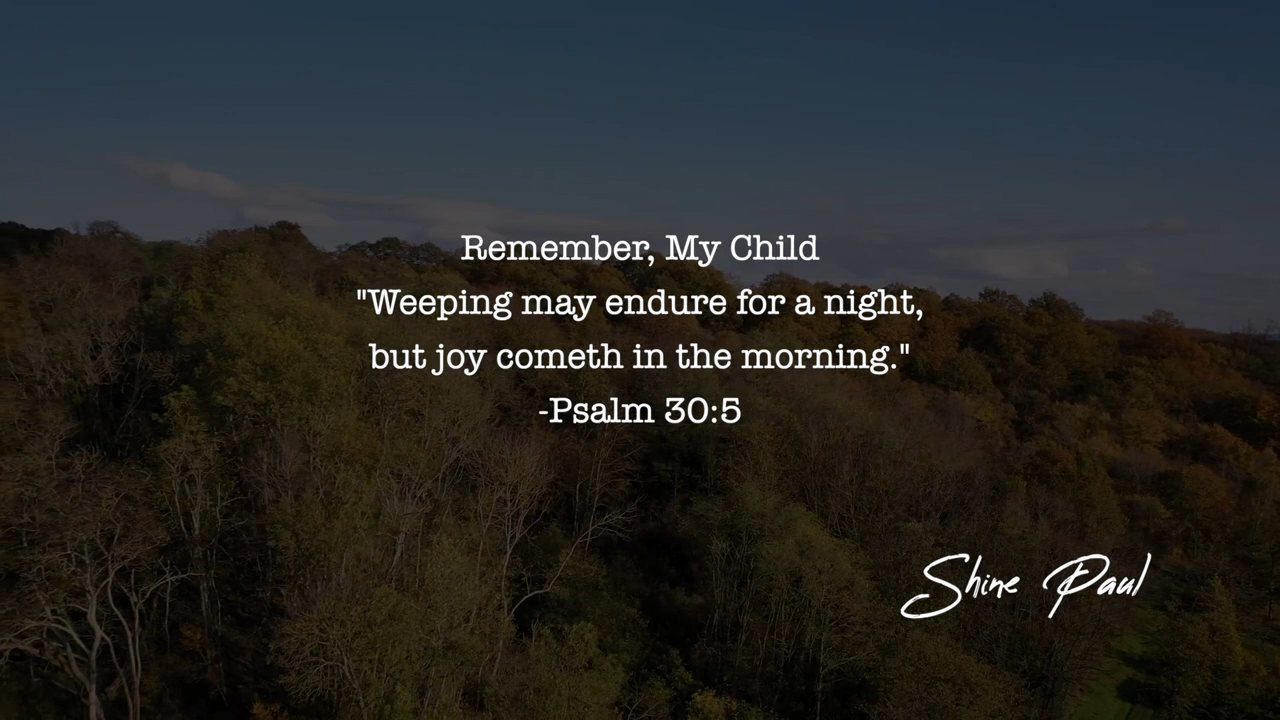 Remember, My Child
"Weeping may endure for a night,
but joy cometh in the morning."
-Psalm 30:5
Shine Paul